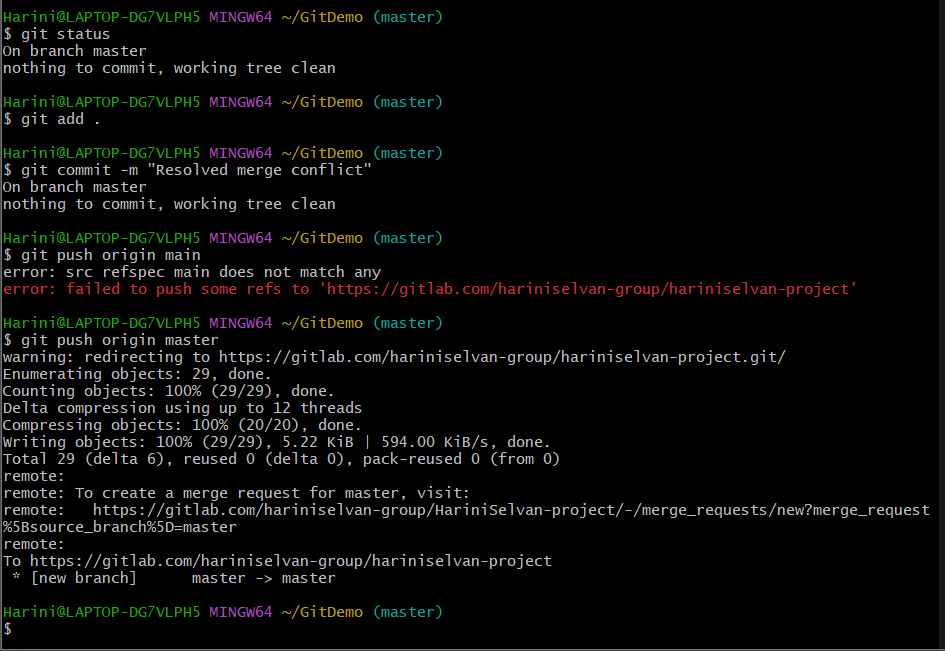 Harini@LAPTOP-DG7VLPH5 MINGW64 ~/GitDemo (master)
$ git status
On branch master
nothing to commit, working tree clean
Harini@LAPTOP-DG7VLPH5 MINGW64 ~/GitDemo (master)
$ git add .
Harini@LAPTOP-DG7VLPH5 MINGW64 ~/GitDemo (master)
$ git commit -m "Resolved merge conflict"
On branch master
nothing to commit, working tree clean
Harini@LAPTOP-DG7VLPH5 MINGW64 ~/GitDemo (master)
$ git push origin main
error: src refspec main does not match any
error: failed to push some refs to 'https://gitlab.com/hariniselvan-group/hariniselvan-project'
Harini@LAPTOP-DG7VLPH5 MINGW64 ~/GitDemo (master)
$ git push origin master
warning: redirecting to https://gitlab.com/hariniselvan-group/hariniselvan-project.git/
Enumerating objects: 29, done.
Counting objects: 100% (29/29), done.
Delta compression using up to 12 threads
Compressing objects: 100% (20/20), done.
Writing objects: 100% (29/29), 5.22 KiB | 594.00 KiB/s, done.
Total 29 (delta 6), reused 0 (delta 0), pack-reused 0 (from 0)
remote:
remote: To create a merge request for master, visit:
remote:   https://gitlab.com/hariniselvan-group/HariniSelvan-project/-/merge_requests/new?merge_request
%5Bsource_branch%5D=master
remote:
To https://gitlab.com/hariniselvan-group/hariniselvan-project
 * [new branch]      master -> master
Harini@LAPTOP-DG7VLPH5 MINGW64 ~/GitDemo (master)
$